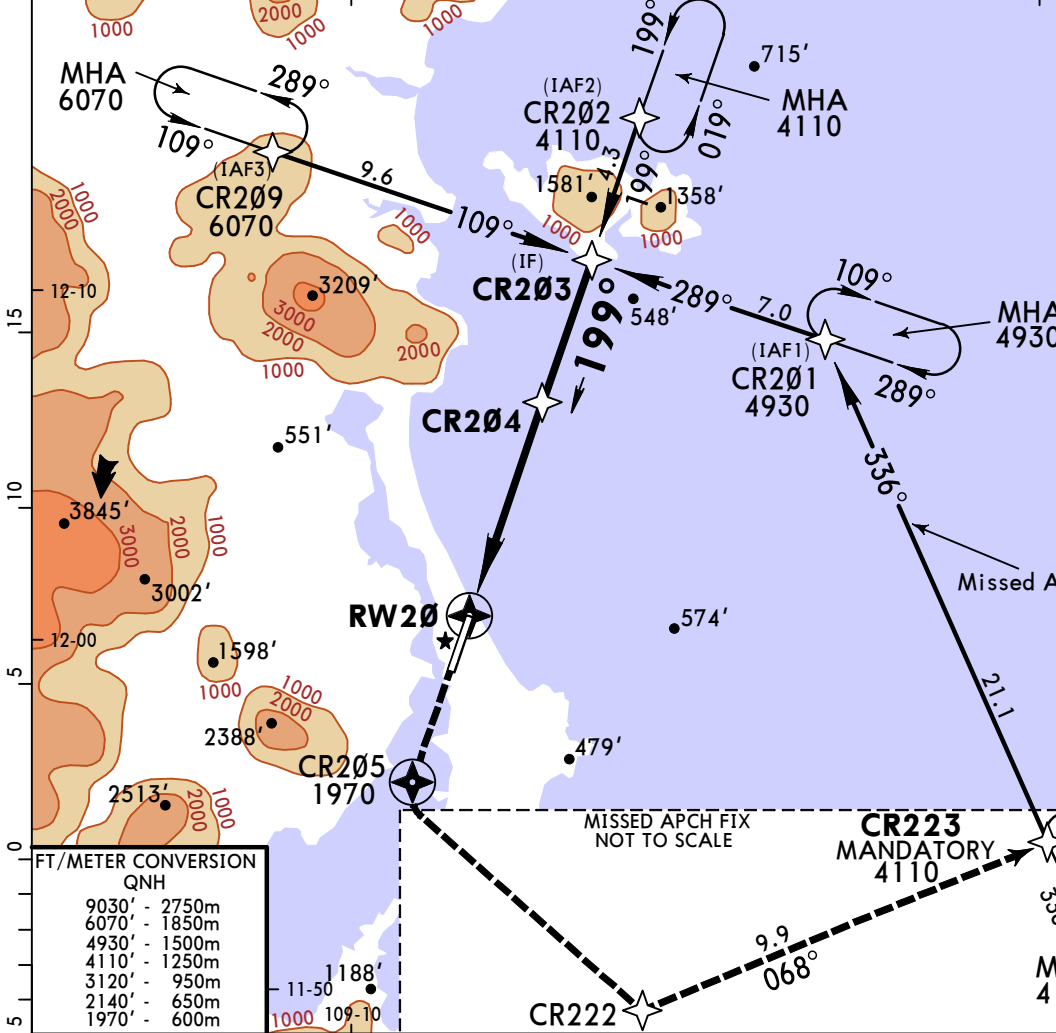 1000
2000
1000
1000
MHA
6070
289°
109°
(IAF3)
CR2Ø9
6070
9.6
109°
199°
(IAF2)
CR2Ø2
4110
019°
715′
MHA
4110
4.3
199°
1581′
1358′
1000
1000
1000
2000
1000
(IF)
CR2Ø3
548′
289°
7.0
109°
MHA
4930
(IAF1)
CR2Ø1
4930
289°
12-10
15
3209′
3000
2000
1000
2000
199°
CR2Ø4
551′
336°
10
3845′
3000
2000
1000
3002′
Missed A
RW2Ø
574′
12-00
5
1598′
1000
1000
2000
2388′
21.1
479′
CR2Ø5
1970
2513′
2000
1000
MISSED APCH FIX
NOT TO SCALE
CR223
MANDATORY
4110
0
FT/METER CONVERSION
QNH
9030′ - 2750m
6070′ - 1850m
4930′ - 1500m
4110′ - 1250m
3120′ - 950m
2140′ - 650m
1970′ - 600m
9.9
068°
M
4
1188′
11-50
109-10
1000
CR222
5